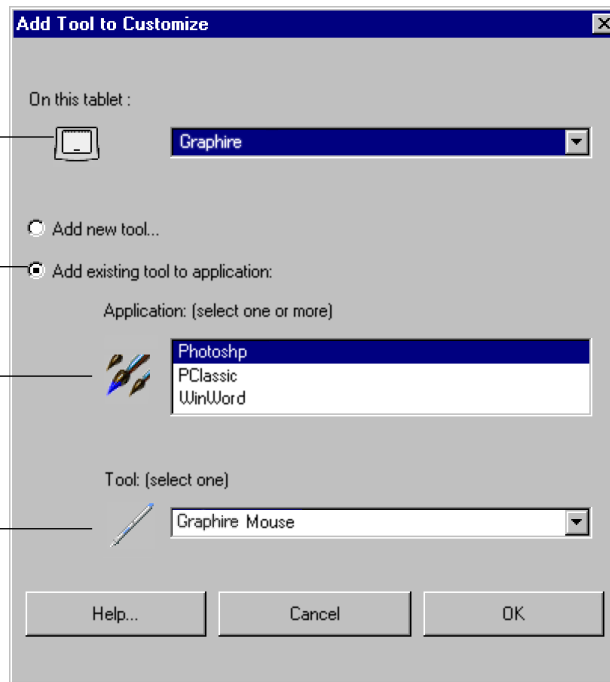 Add Tool to Customize
On this tablet :
Graphire
Add new tool...
Add existing tool to application:
Application: (select one or more)
Photoshp
PClassic
WinWord
Tool: (select one)
Graphire Mouse
Help... Cancel OK